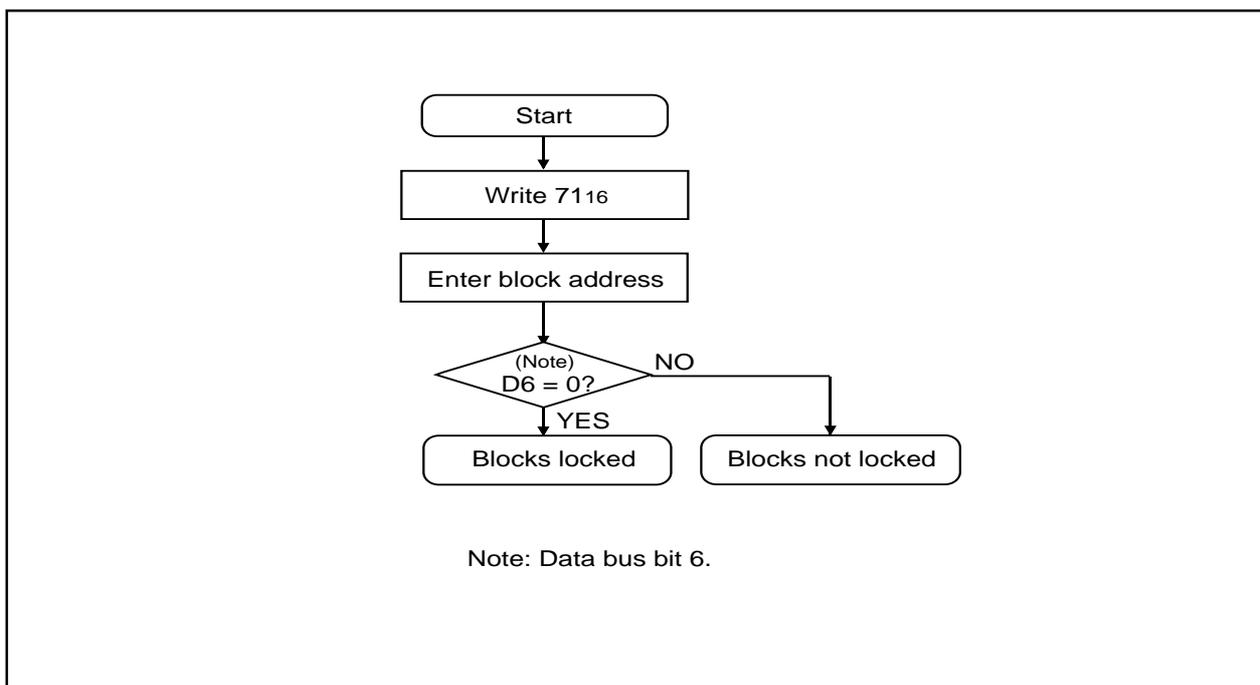 Start
Write 7116
Enter block address
(Note)
D6 = 0?
NO
YES
Blocks locked
Blocks not locked
Note: Data bus bit 6.